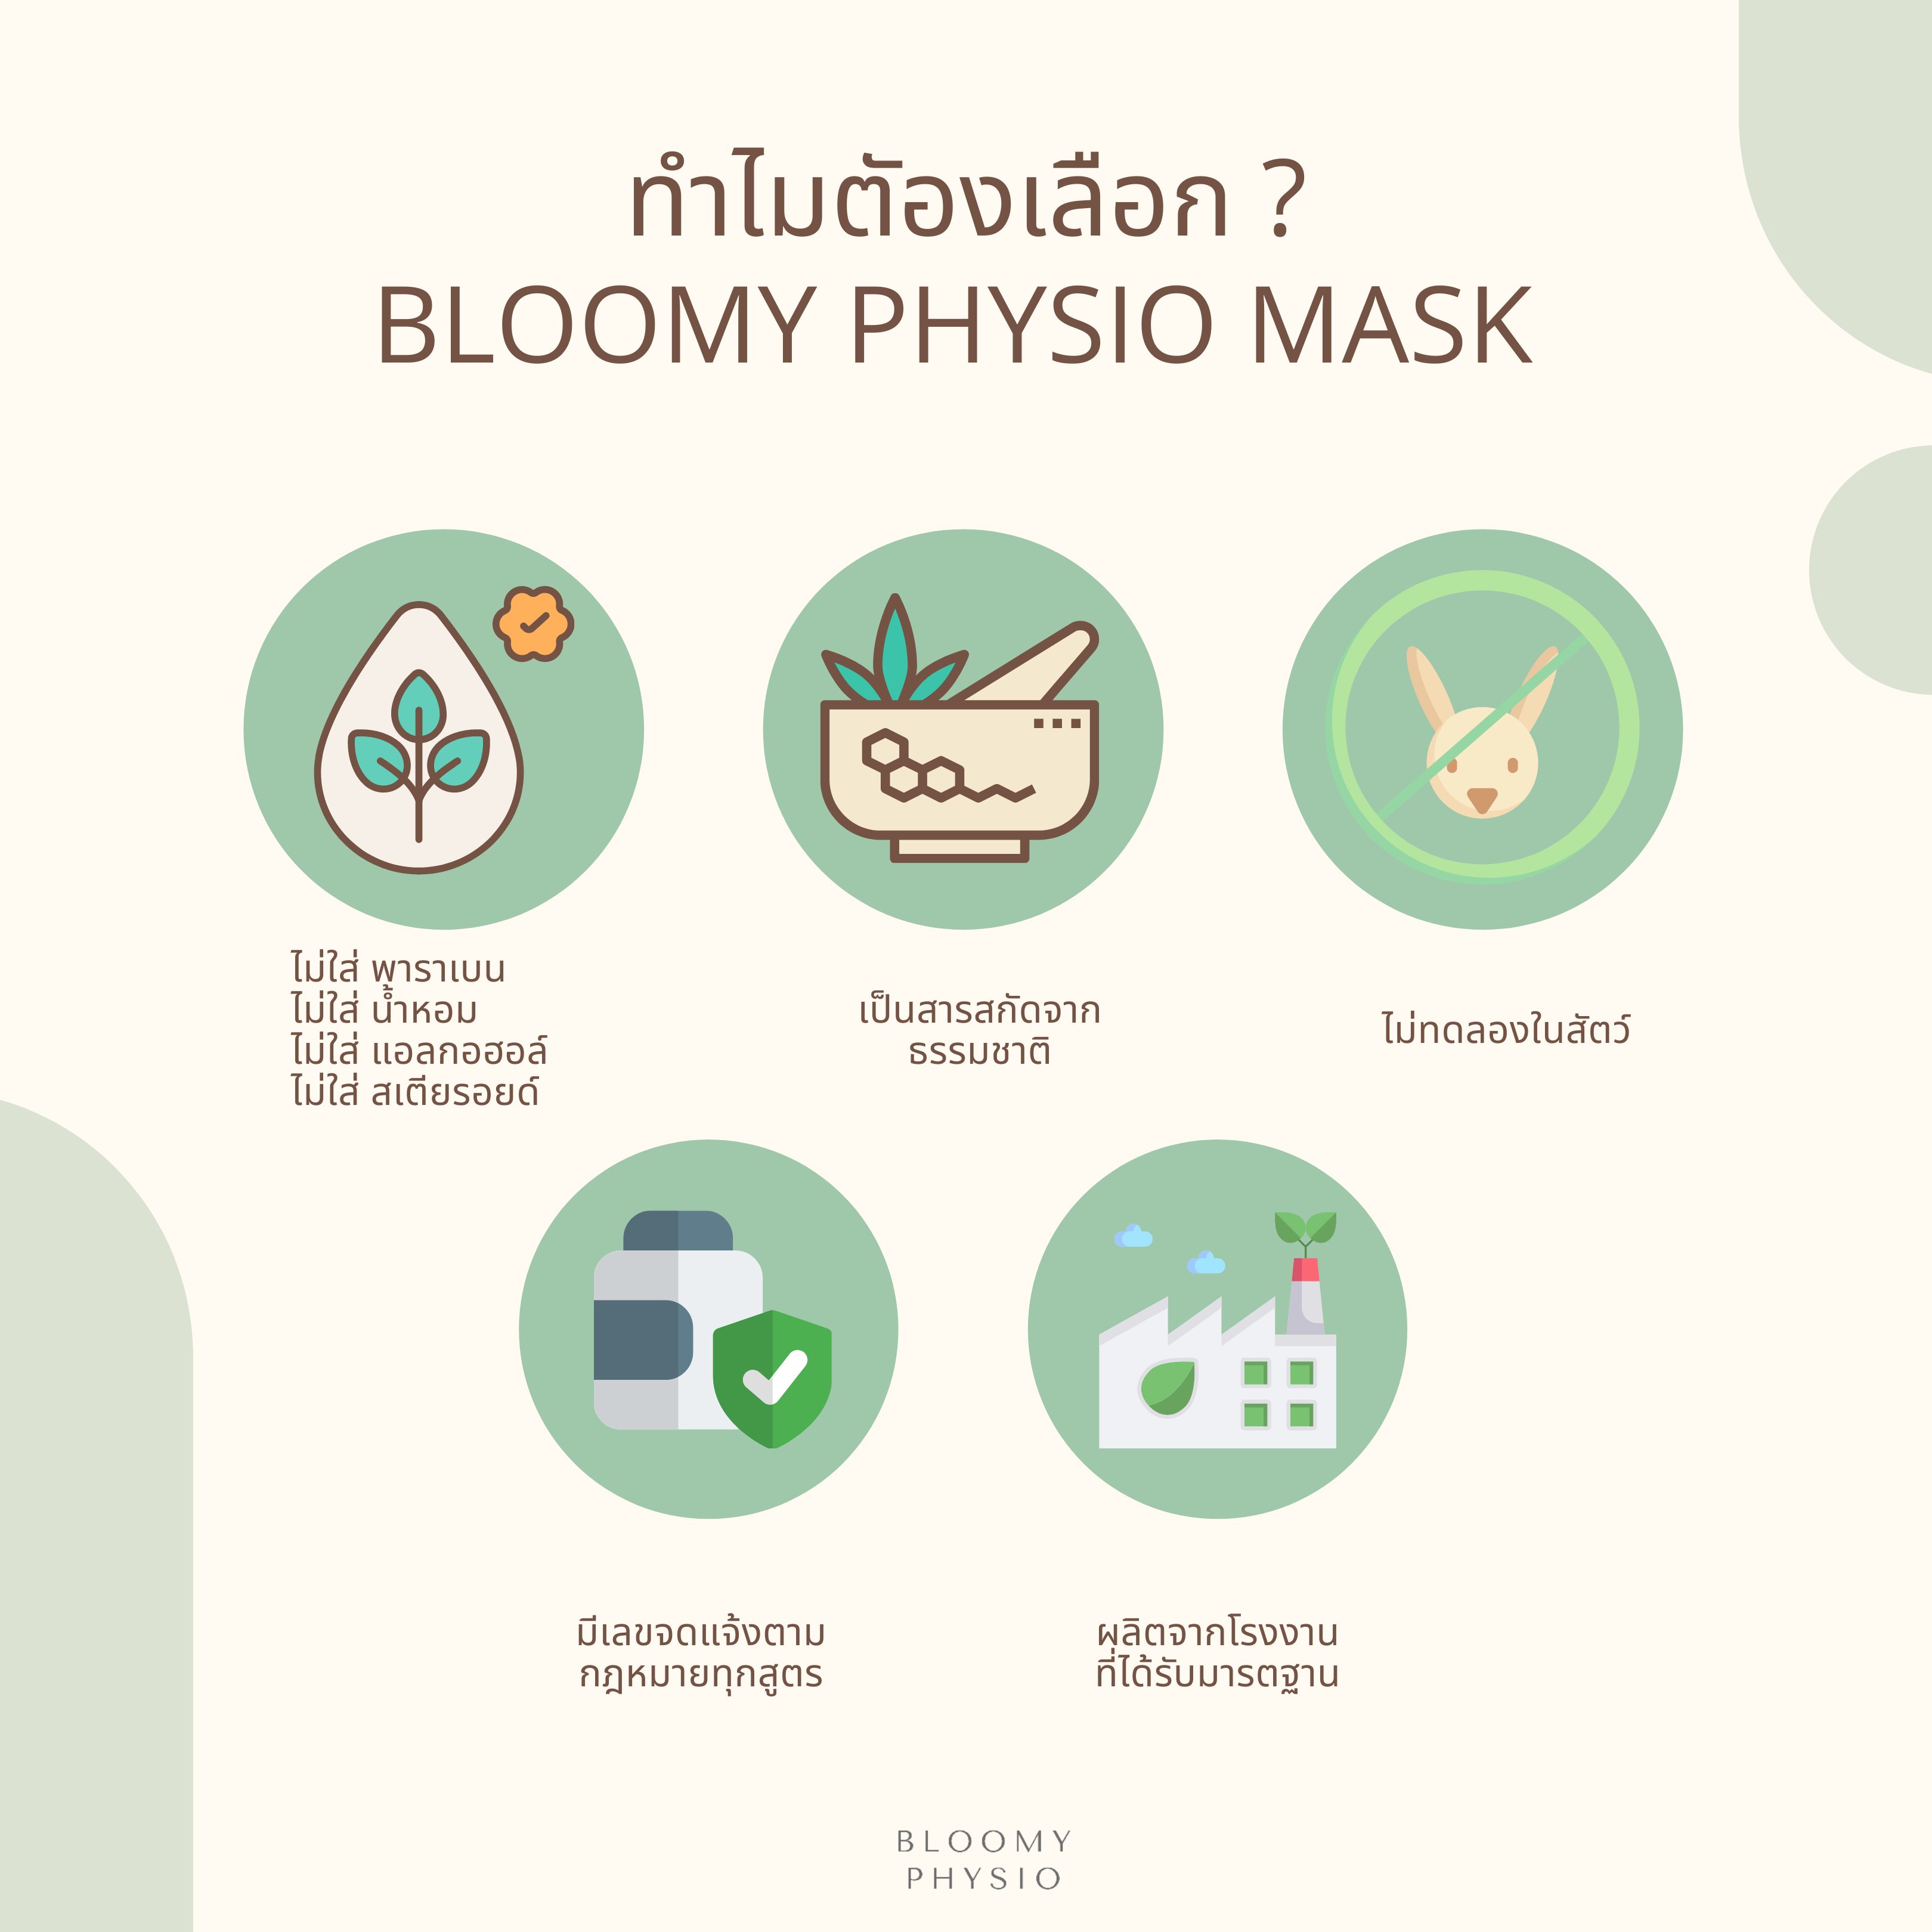 ทำไมต้องเลือก ?
BLOOMY PHYSIO MASK
ไม่ใส่ พาราเบน
ไม่ใส่ น้ำหอม
ไม่ใส่ แอลกอฮอล์
ไม่ใส่ สเตียรอยด์
เป็นสารสกัดจาก
ธรรมชาติ
ไม่ทดลองในสัตว์
มีเลขจดแจ้งตาม
กฎหมายทุกสูตร
ผลิตจากโรงงาน
ที่ได้รับมารตฐาน
BLOOMY
PHYSIO